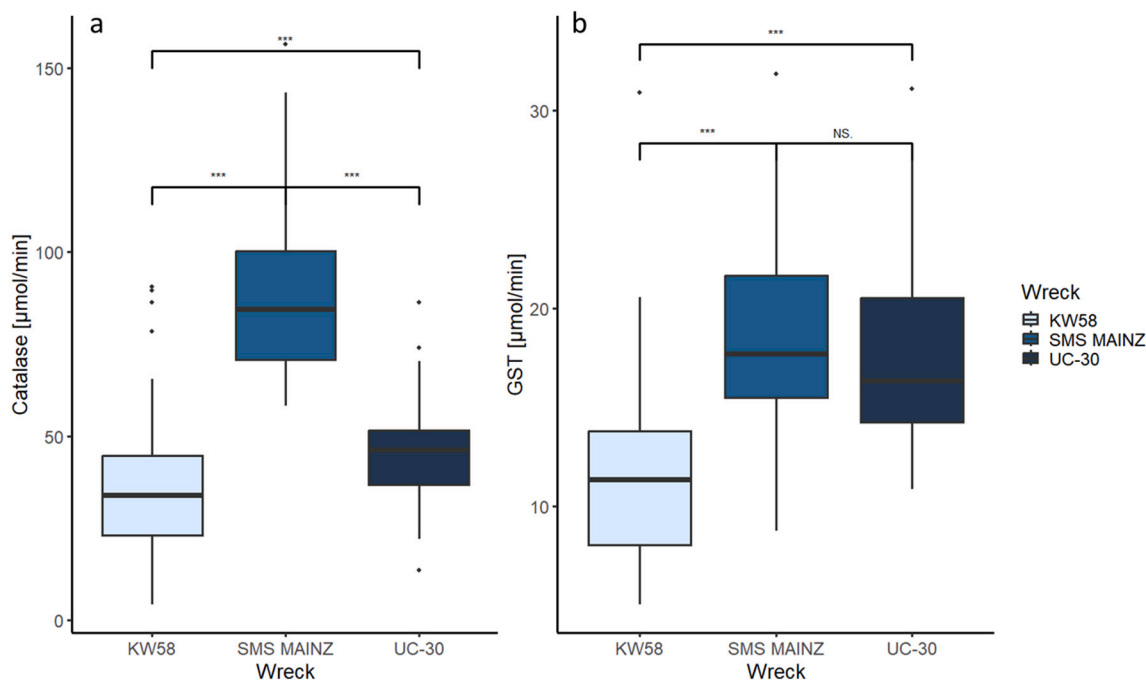 a
***
150
***
***
100
50
0
Catalase [µmol/min]
KW58 SMS MAINZ UC-30
Wreck
b
***
30
***
NS.
20
10
GST [µmol/min]
KW58 SMS MAINZ UC-30
Wreck
Wreck
KW58
SMS MAINZ
UC-30